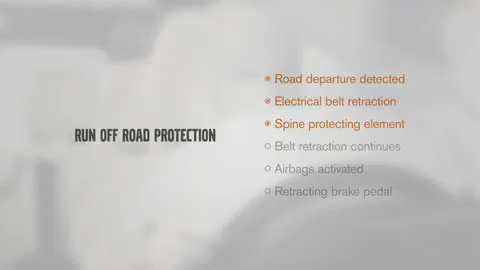 RUN OFF ROAD PROTECTION
Road departure detected
Electrical belt retraction
Spine protecting element
Belt retraction continues
Airbags activated
Retracting brake pedal